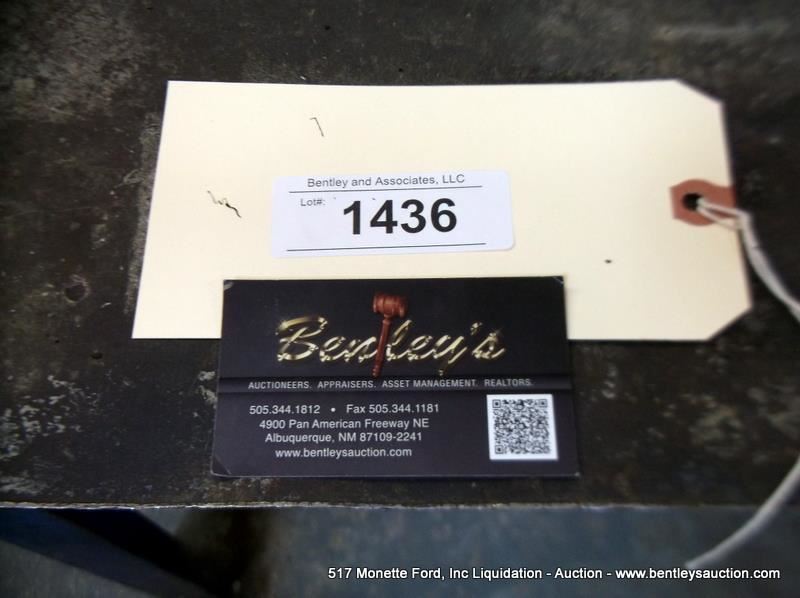 Bentley and Associates, LLC
Lot#: 1436
Bentley's
AUCTIONEERS. APPRAISERS. ASSET MANAGEMENT. REALTORS.
505.344.1812 • Fax 505.344.1181
4900 Pan American Freeway NE
Albuquerque, NM 87109-2241
www.bentleysauction.com
517 Monette Ford, Inc Liquidation - Auction - www.bentleysauction.com